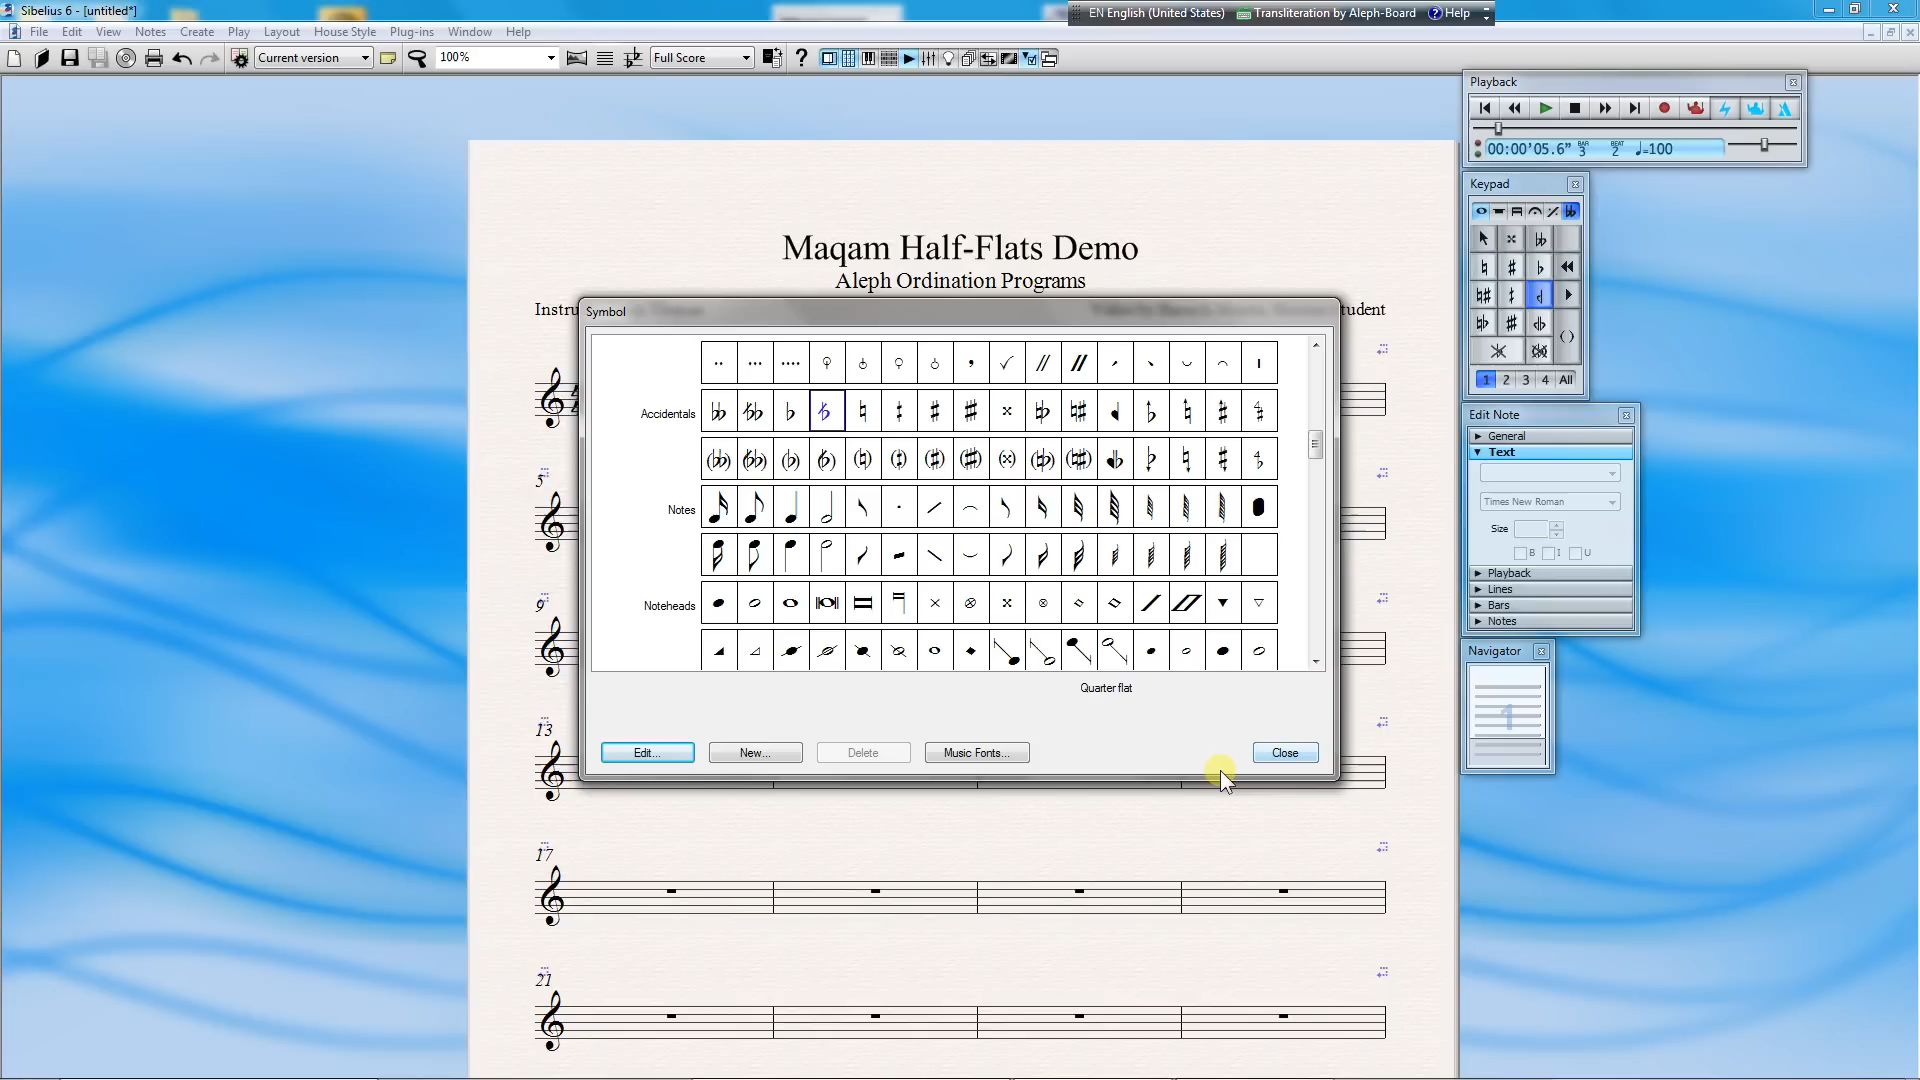 Sibelius 6 - [untitled*]
EN English (United States) Transliteration by Aleph-Board Help
File Edit View Notes Create Play Layout House Style Plug-ins Window Help
Current version 100% Full Score
Playback
00:00'05.6" BAR 3 BEAT 2 =100
Keypad
1 2 3 4 All
Maqam Half-Flats Demo
Aleph Ordination Programs
Symbol
Accidentals
Notes
Noteheads
Quarter flat
Edit... New... Delete Music Fonts... Close
5
9
13
17
21
Edit Note
General
Text
Times New Roman
Size
B I U
Playback
Lines
Bars
Notes
Navigator
1